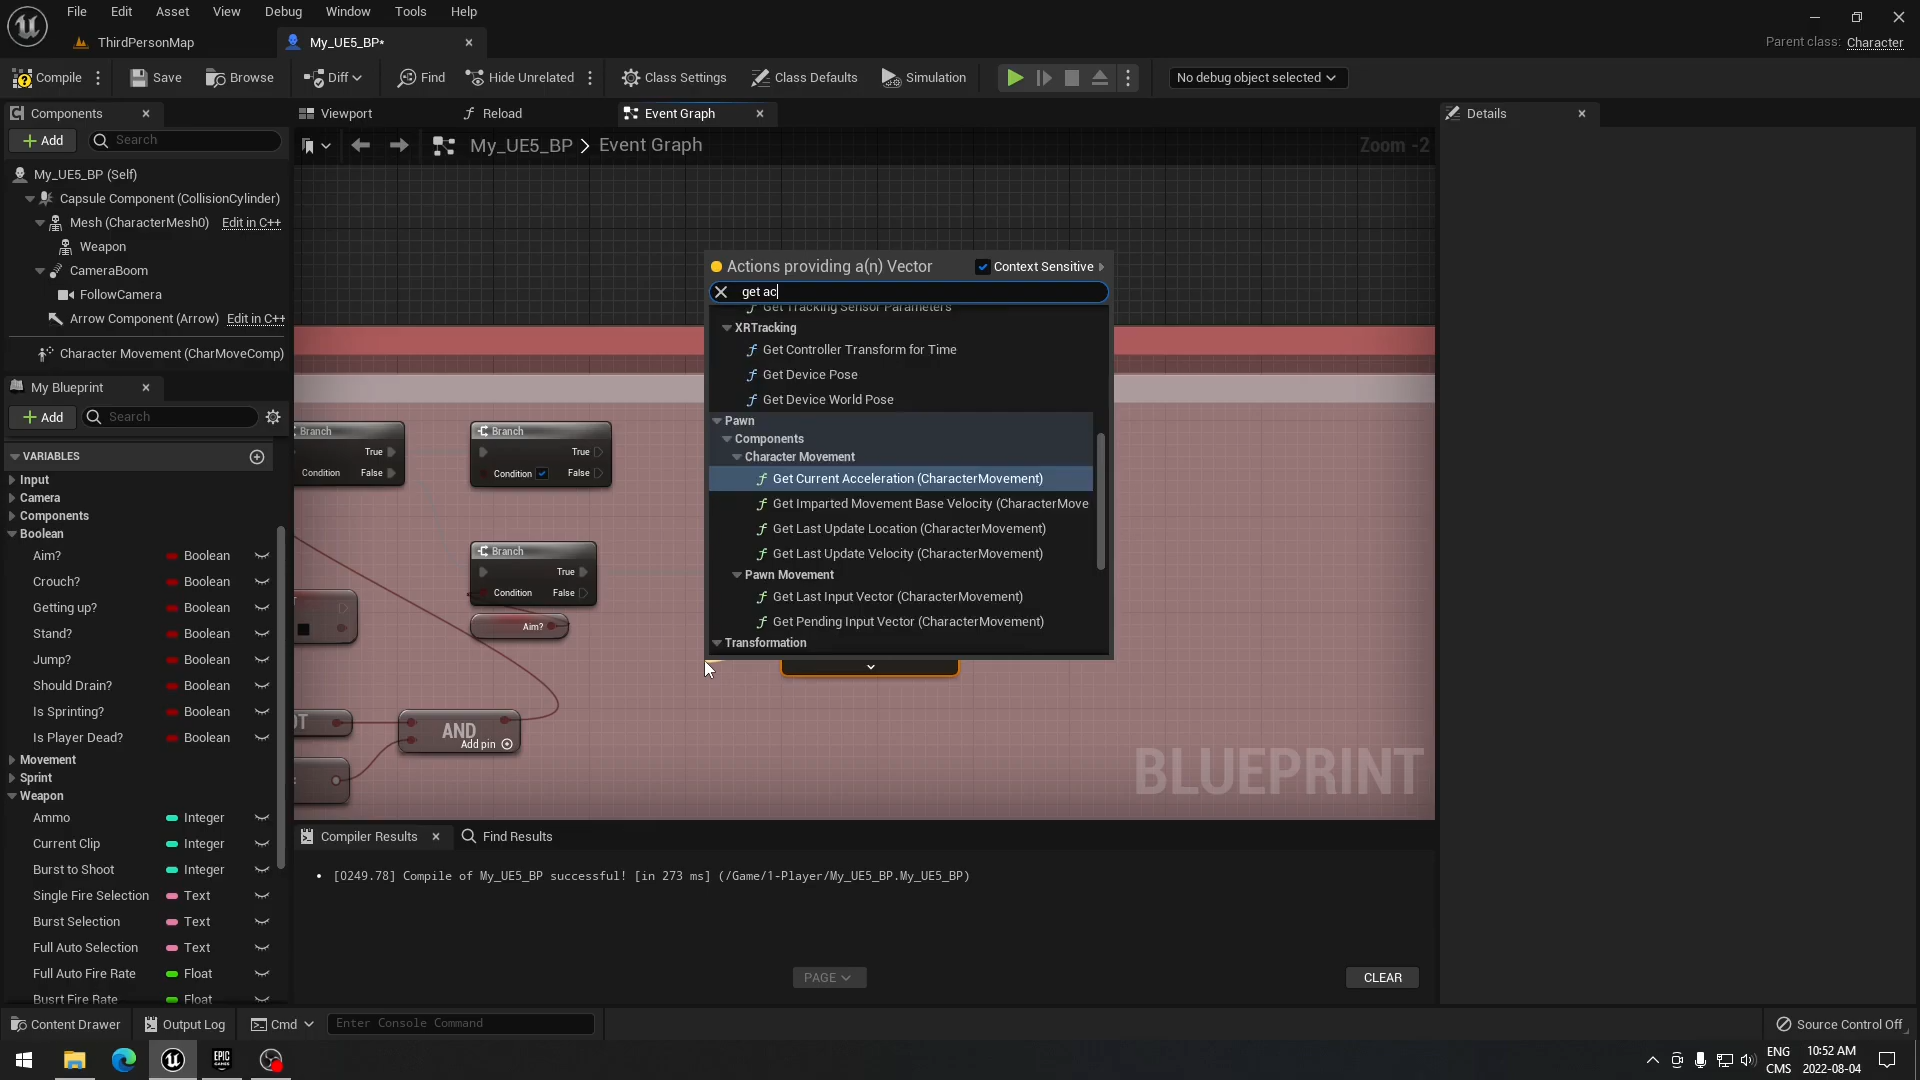 File Edit Asset View Debug Window Tools Help
ThirdPersonMap
My_UE5_BP*
Parent class: Character
Compile
Save
Browse
Diff
Find
Hide Unrelated
Class Settings
Class Defaults
Simulation
No debug object selected
Components
Viewport
Reload
Event Graph
Details
Add
Search
My_UE5_BP > Event Graph
Zoom -2
My_UE5_BP (Self)
Capsule Component (CollisionCylinder)
Mesh (CharacterMesh0) Edit in C++
Weapon
CameraBoom
FollowCamera
Arrow Component (Arrow) Edit in C++
Character Movement (CharMoveComp)
My Blueprint
Add
Search
VARIABLES
Input
Camera
Components
Boolean
Aim? Boolean
Crouch? Boolean
Getting up? Boolean
Stand? Boolean
Jump? Boolean
Should Drain? Boolean
Is Sprinting? Boolean
Is Player Dead? Boolean
Movement
Sprint
Weapon
Ammo Integer
Current Clip Integer
Burst to Shoot Integer
Single Fire Selection Text
Burst Selection Text
Full Auto Selection Text
Full Auto Fire Rate Float
Busrt Fire Rate Float
Actions providing a(n) Vector
Context Sensitive
get ac
Get Tracking Sensor Parameters
XRTracking
Get Controller Transform for Time
Get Device Pose
Get Device World Pose
Pawn
Components
Character Movement
Get Current Acceleration (CharacterMovement)
Get Imparted Movement Base Velocity (CharacterMove
Get Last Update Location (CharacterMovement)
Get Last Update Velocity (CharacterMovement)
Pawn Movement
Get Last Input Vector (CharacterMovement)
Get Pending Input Vector (CharacterMovement)
Transformation
Branch
True
Condition False
Branch
True
Condition False
Branch
True
Condition False
Aim?
AND
Add pin
BLUEPRINT
Compiler Results
Find Results
[0249.78] Compile of My_UE5_BP successful! [in 273 ms] (/Game/1-Player/My_UE5_BP.My_UE5_BP)
PAGE
CLEAR
Content Drawer
Output Log
Cmd
Enter Console Command
Source Control Off
EPIC
GAMES
ENG
CMS
10:52 AM
2022-08-04